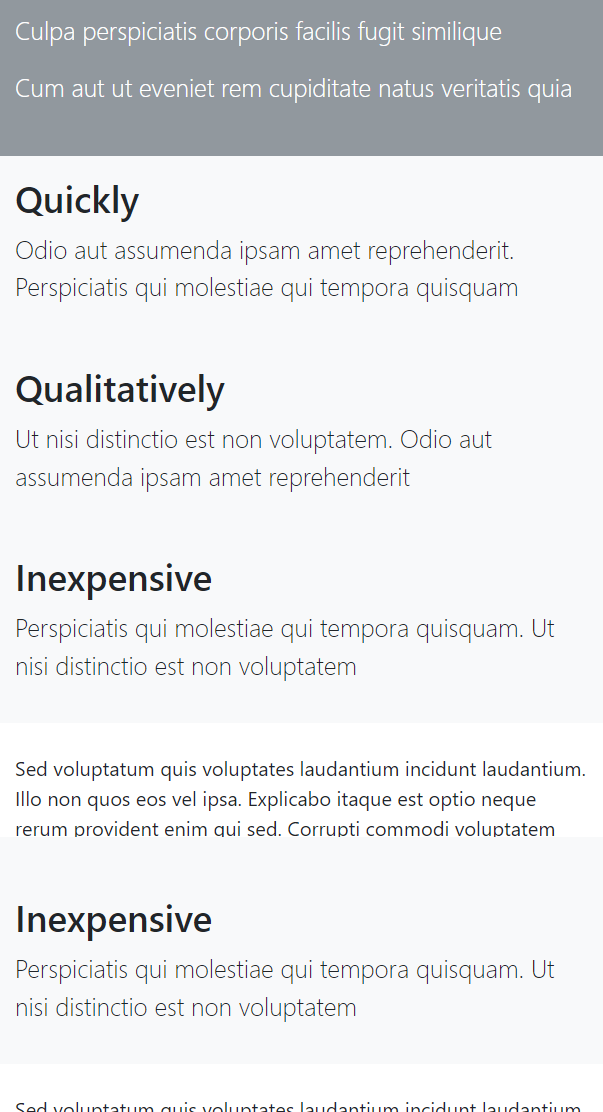 Culpa perspiciatis corporis facilis fugit similique
Cum aut ut eveniet rem cupiditate natus veritatis quia
Quickly
Odio aut assumenda ipsam amet reprehenderit.
Perspiciatis qui molestiae qui tempora quisquam
Qualitatively
Ut nisi distinctio est non voluptatem. Odio aut
assumenda ipsam amet reprehenderit
Inexpensive
Perspiciatis qui molestiae qui tempora quisquam. Ut
nisi distinctio est non voluptatem
Sed voluptatum quis voluptates laudantium incidunt laudantium.
Illo non quos eos vel ipsa. Explicabo itaque est optio neque
rerum provident enim qui sed. Corrupti commodi voluptatem
Inexpensive
Perspiciatis qui molestiae qui tempora quisquam. Ut
nisi distinctio est non voluptatem
Sed voluptatum quis voluptates laudantium incidunt laudantium.